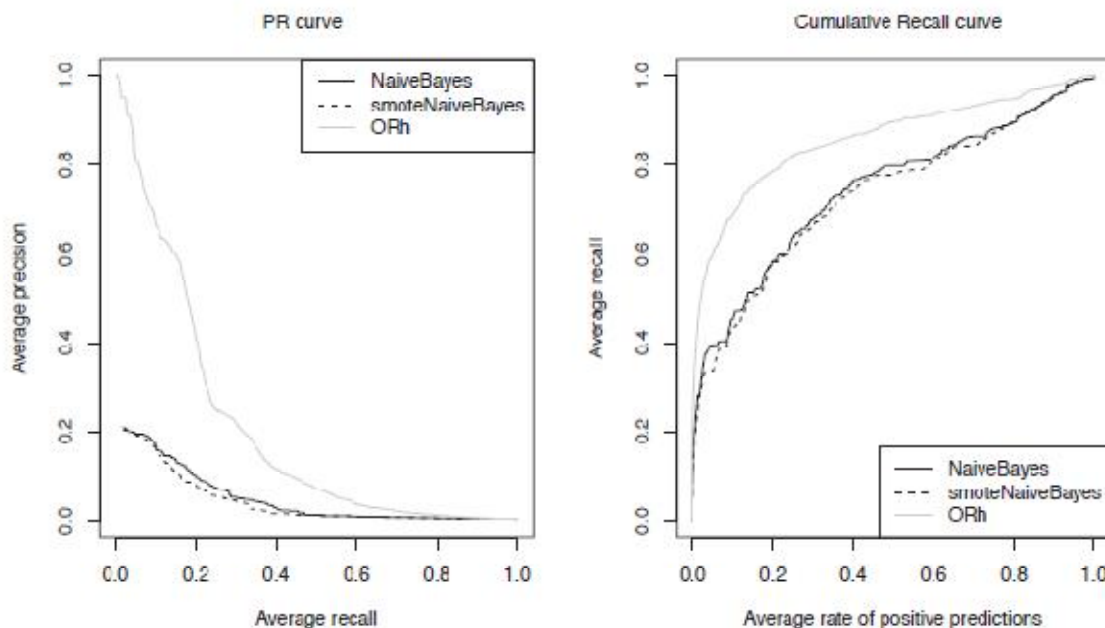 PR curve
NaiveBayes
smoteNaiveBayes
ORh
Average precision
0.0 0.2 0.4 0.6 0.8 1.0
0.0 0.2 0.4 0.6 0.8 1.0
Average recall
Cumulative Recall curve
Average recall
0.0 0.2 0.4 0.6 0.8 1.0
NaiveBayes
smoteNaiveBayes
ORh
0.0 0.2 0.4 0.6 0.8 1.0
Average rate of positive predictions